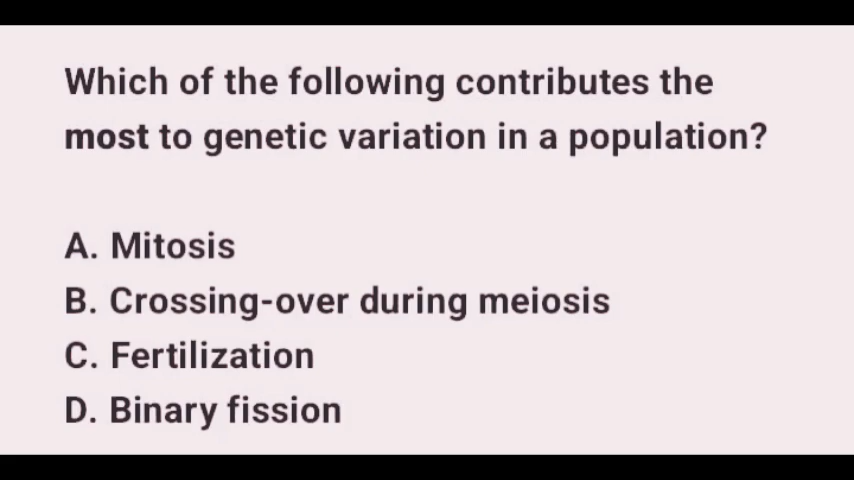 Which of the following contributes the
most to genetic variation in a population?
A. Mitosis
B. Crossing-over during meiosis
C. Fertilization
D. Binary fission